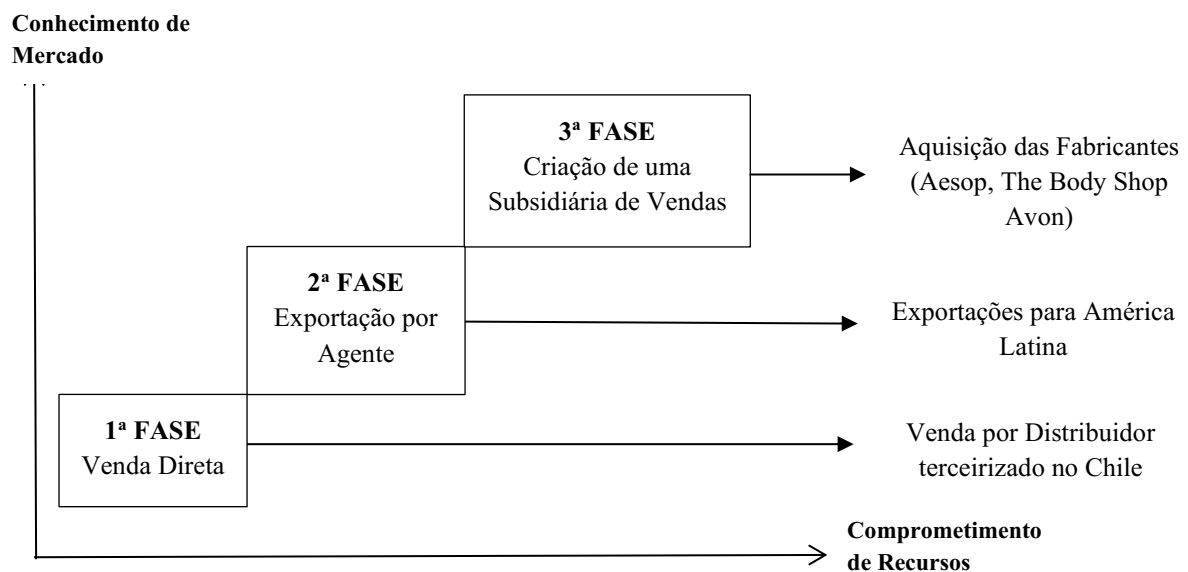 Conhecimento de
Mercado
3ª FASE
Criação de uma
Subsidiária de Vendas
Aquisição das Fabricantes
(Aesop, The Body Shop
Avon)
2ª FASE
Exportação por
Agente
Exportações para América
Latina
1ª FASE
Venda Direta
Venda por Distribuidor
terceirizado no Chile
Comprometimento
de Recursos